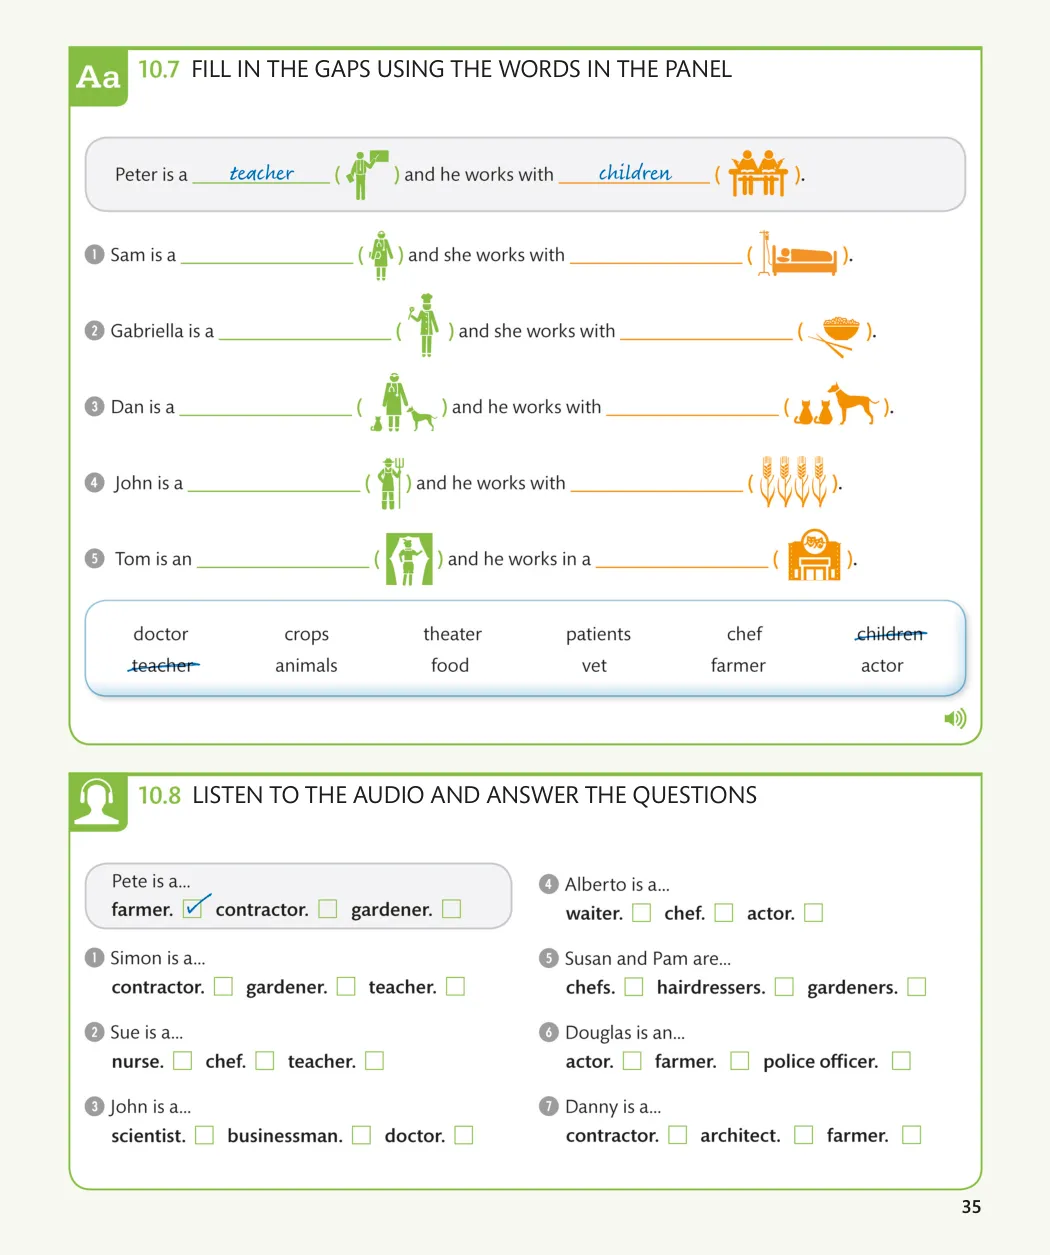 Aa 10.7 FILL IN THE GAPS USING THE WORDS IN THE PANEL
Peter is a teacher ( ) and he works with children ( ).
1 Sam is a ( ) and she works with ( ).
2 Gabriella is a ( ) and she works with ( ).
3 Dan is a ( ) and he works with ( ).
4 John is a ( ) and he works with ( ).
5 Tom is an ( ) and he works in a ( ).
doctor crops theater patients chef children
teacher animals food vet farmer actor
10.8 LISTEN TO THE AUDIO AND ANSWER THE QUESTIONS
Pete is a...
farmer. contractor. gardener.
1 Simon is a...
contractor. gardener. teacher.
2 Sue is a...
nurse. chef. teacher.
3 John is a...
scientist. businessman. doctor.
4 Alberto is a...
waiter. chef. actor.
5 Susan and Pam are...
chefs. hairdressers. gardeners.
6 Douglas is an...
actor. farmer. police officer.
7 Danny is a...
contractor. architect. farmer.
35